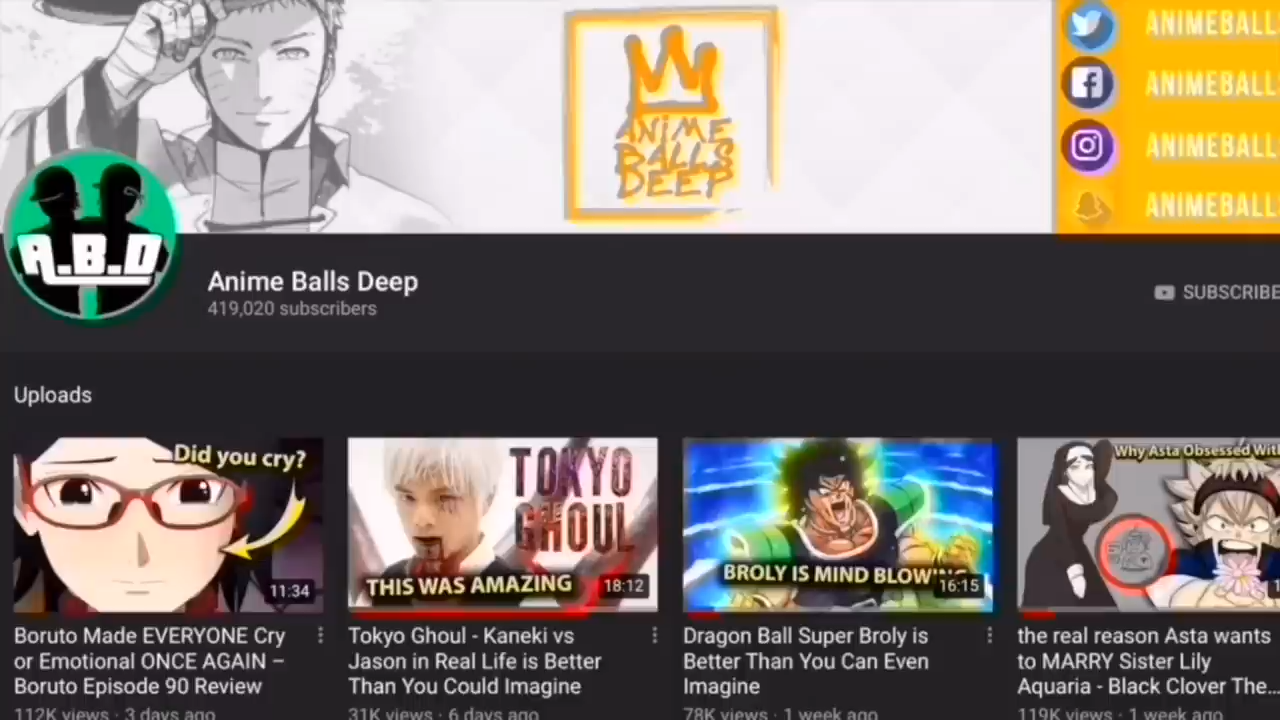 ANIMEBALL
ANIMEBALL
ANIMEBALL
ANIMEBALL
ANIME
BALLS
DEEP
A.B.D
Anime Balls Deep
419,020 subscribers
SUBSCRIBE
Uploads
Did you cry?
11:34
TOKYO
GHOUL
THIS WAS AMAZING
18:12
BROLY IS MIND BLOWING
16:15
Why Asta Obsessed Wit
Boruto Made EVERYONE Cry
or Emotional ONCE AGAIN –
Boruto Episode 90 Review
112K views · 3 days ago
Tokyo Ghoul - Kaneki vs
Jason in Real Life is Better
Than You Could Imagine
31K views · 6 days ago
Dragon Ball Super Broly is
Better Than You Can Even
Imagine
78K views · 1 week ago
the real reason Asta wants
to MARRY Sister Lily
Aquaria - Black Clover The...
119K views · 1 week ago